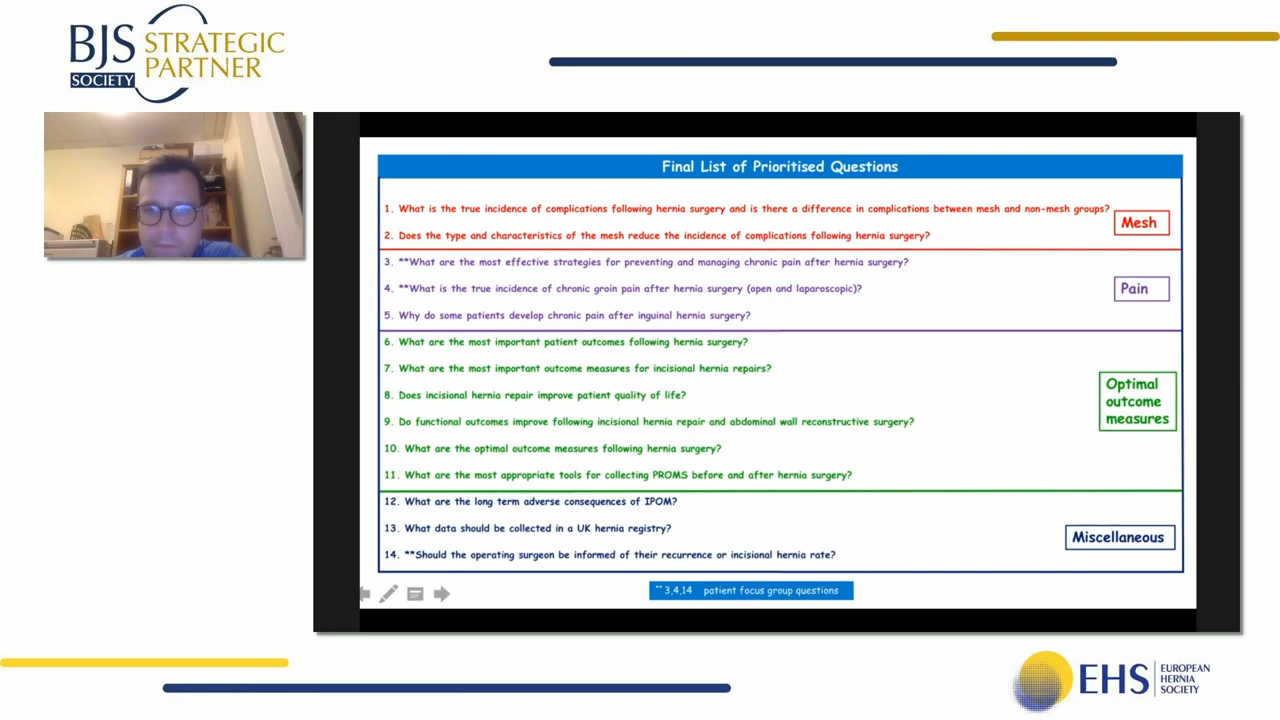 BJS STRATEGIC
SOCIETY PARTNER
Final List of Prioritised Questions
1. What is the true incidence of complications following hernia surgery and is there a difference in complications between mesh and non-mesh groups?
2. Does the type and characteristics of the mesh reduce the incidence of complications following hernia surgery?
Mesh
3. **What are the most effective strategies for preventing and managing chronic pain after hernia surgery?
4. **What is the true incidence of chronic groin pain after hernia surgery (open and laparoscopic)?
5. Why do some patients develop chronic pain after inguinal hernia surgery?
Pain
6. What are the most important patient outcomes following hernia surgery?
7. What are the most important outcome measures for incisional hernia repairs?
8. Does incisional hernia repair improve patient quality of life?
9. Do functional outcomes improve following incisional hernia repair and abdominal wall reconstructive surgery?
10. What are the optimal outcome measures following hernia surgery?
11. What are the most appropriate tools for collecting PROMS before and after hernia surgery?
Optimal
outcome
measures
12. What are the long term adverse consequences of IPOM?
13. What data should be collected in a UK hernia registry?
14. **Should the operating surgeon be informed of their recurrence or incisional hernia rate?
Miscellaneous
** 3,4,14 patient focus group questions
EHS
EUROPEAN
HERNIA
SOCIETY